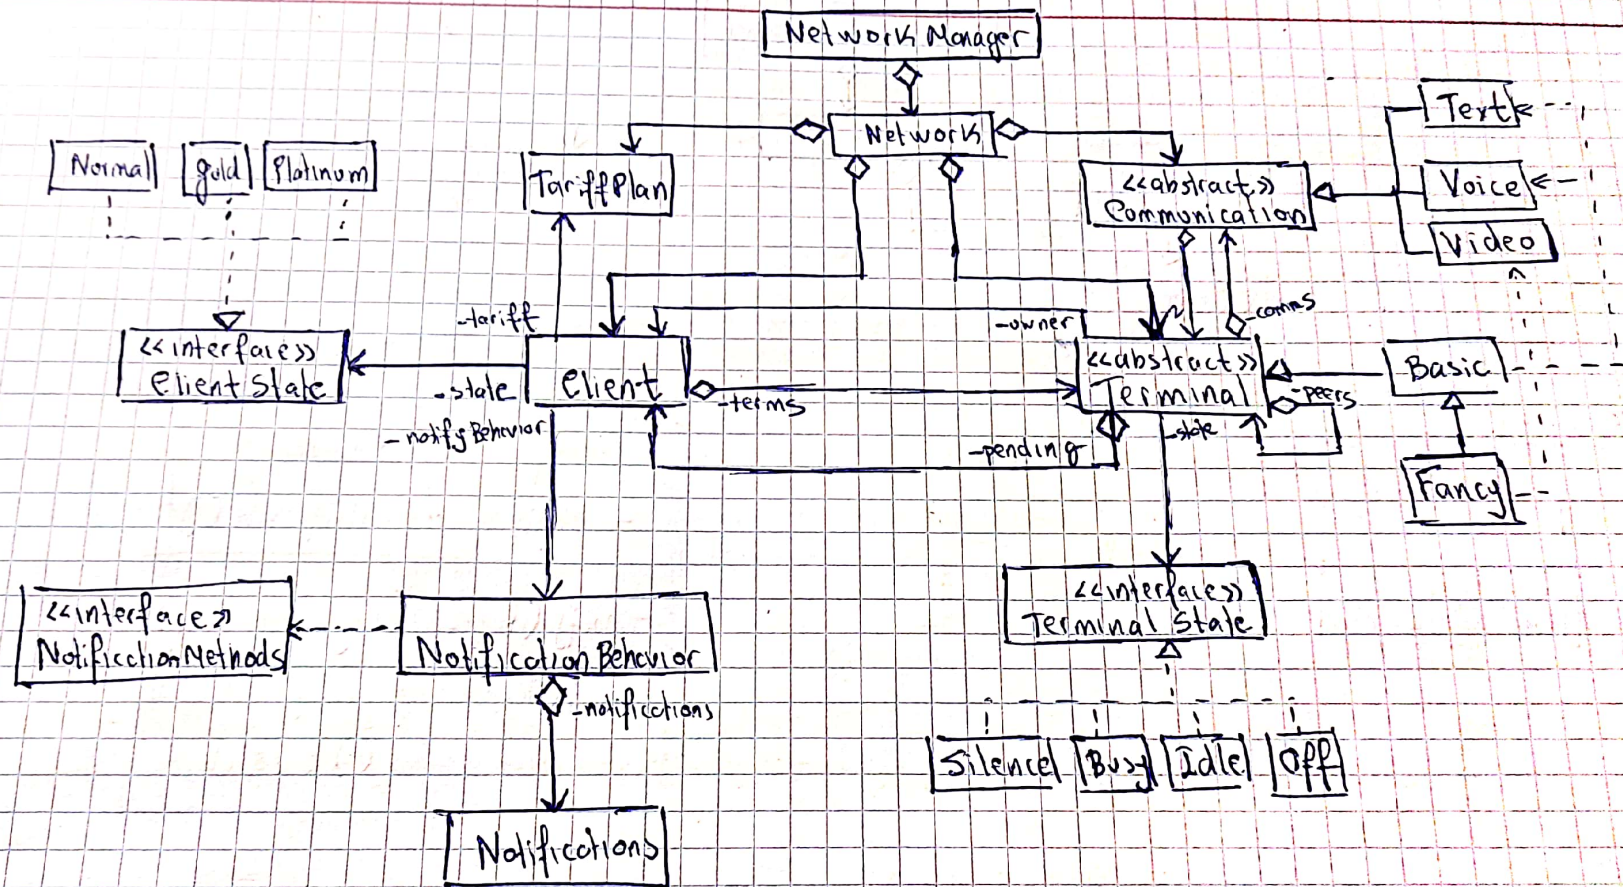 Network Manager
Network
Text
Normal
gold
Platinum
TariffPlan
<<abstract>>
Communication
Voice
Video
-tariff
-owner
-comms
<<interface>>
Client State
-state
Client
-terms
<<abstract>>
Terminal
Basic
-peers
-notifyBehavior
-pending
-state
Fancy
<<interface>>
NotificationMethods
Notification Behavior
-notifications
<<interface>>
Terminal State
Silence
Busy
Idle
Off
Notifications